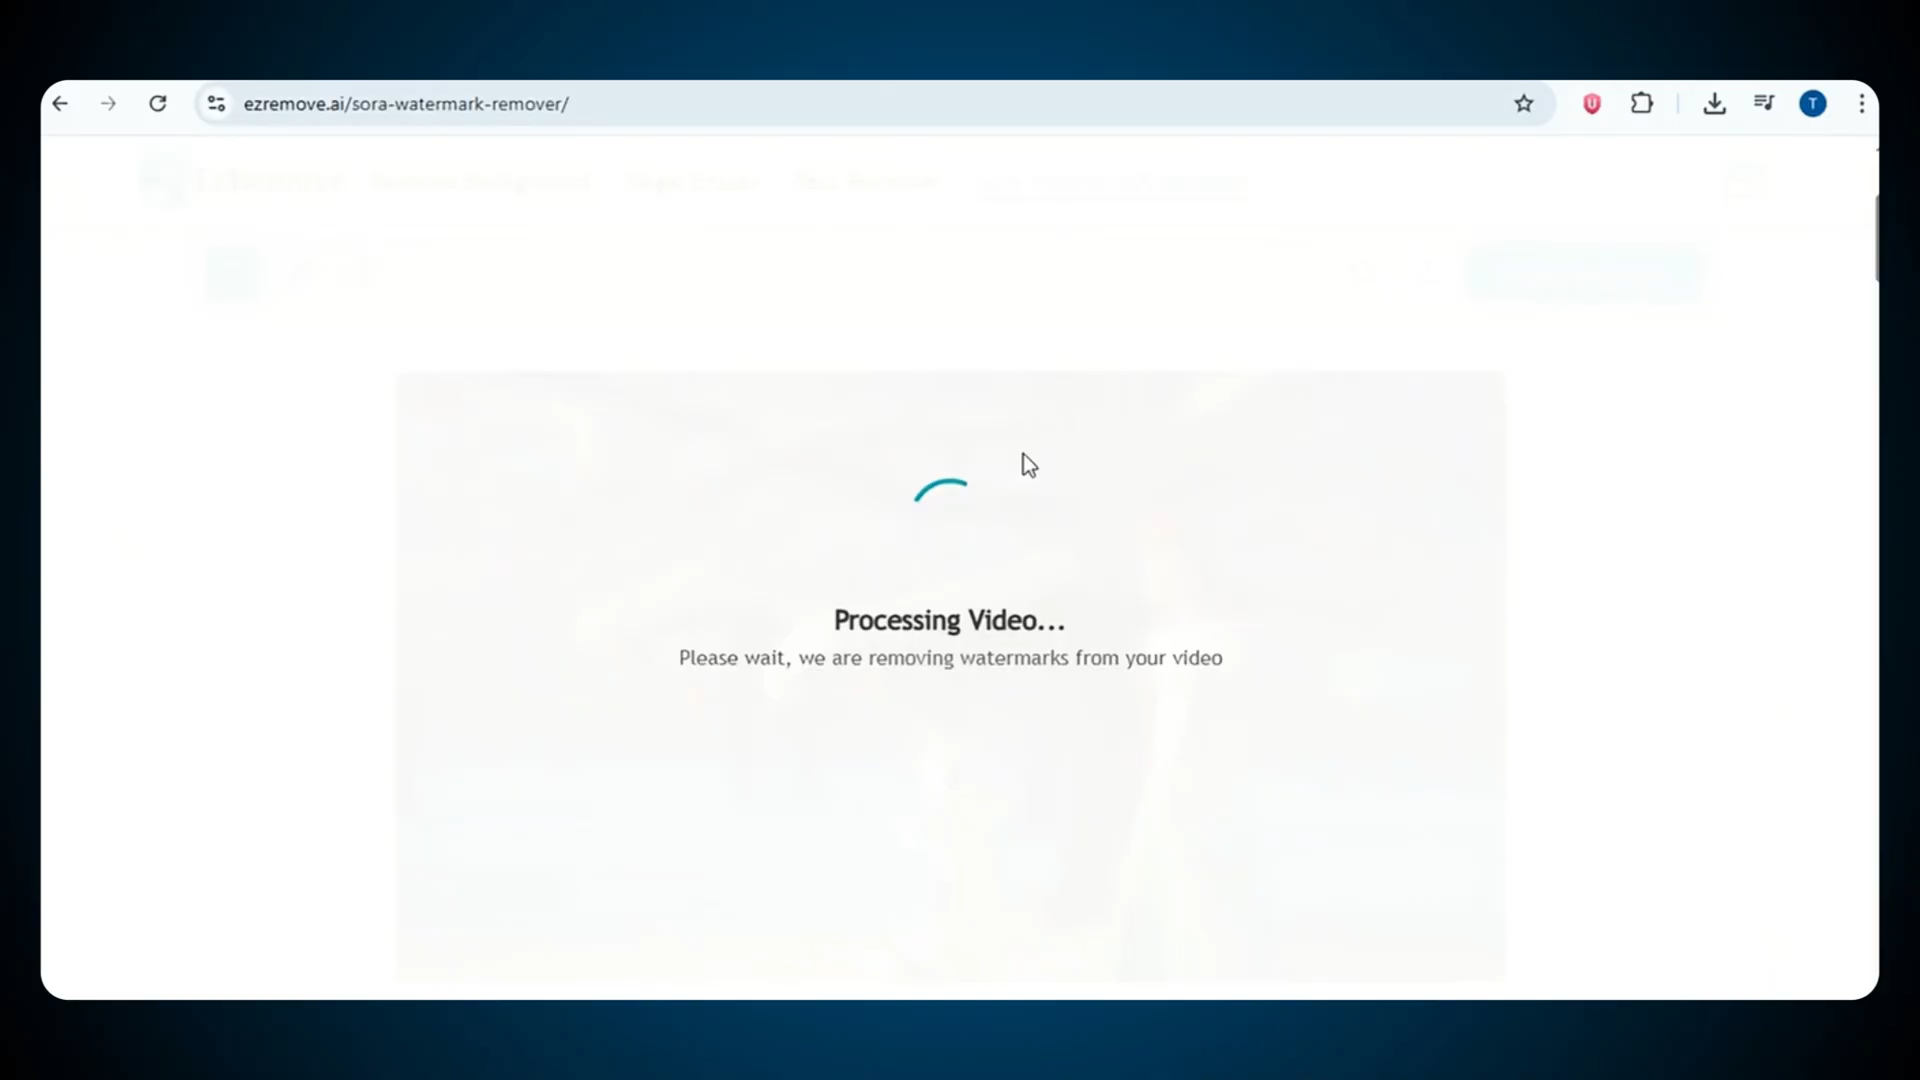 ezremove.ai/sora-watermark-remover/
T
Processing Video...
Please wait, we are removing watermarks from your video